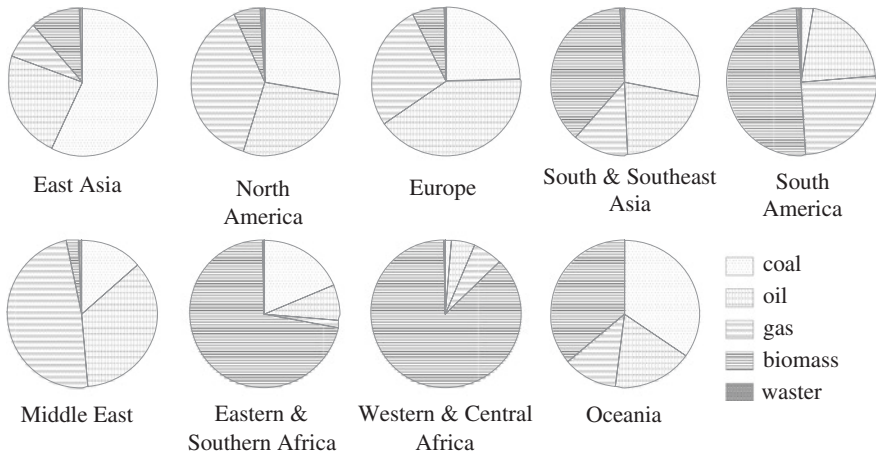 East Asia
North
America
Europe
South & Southeast
Asia
South
America
Middle East
Eastern &
Southern Africa
Western & Central
Africa
Oceania
coal
oil
gas
biomass
waster